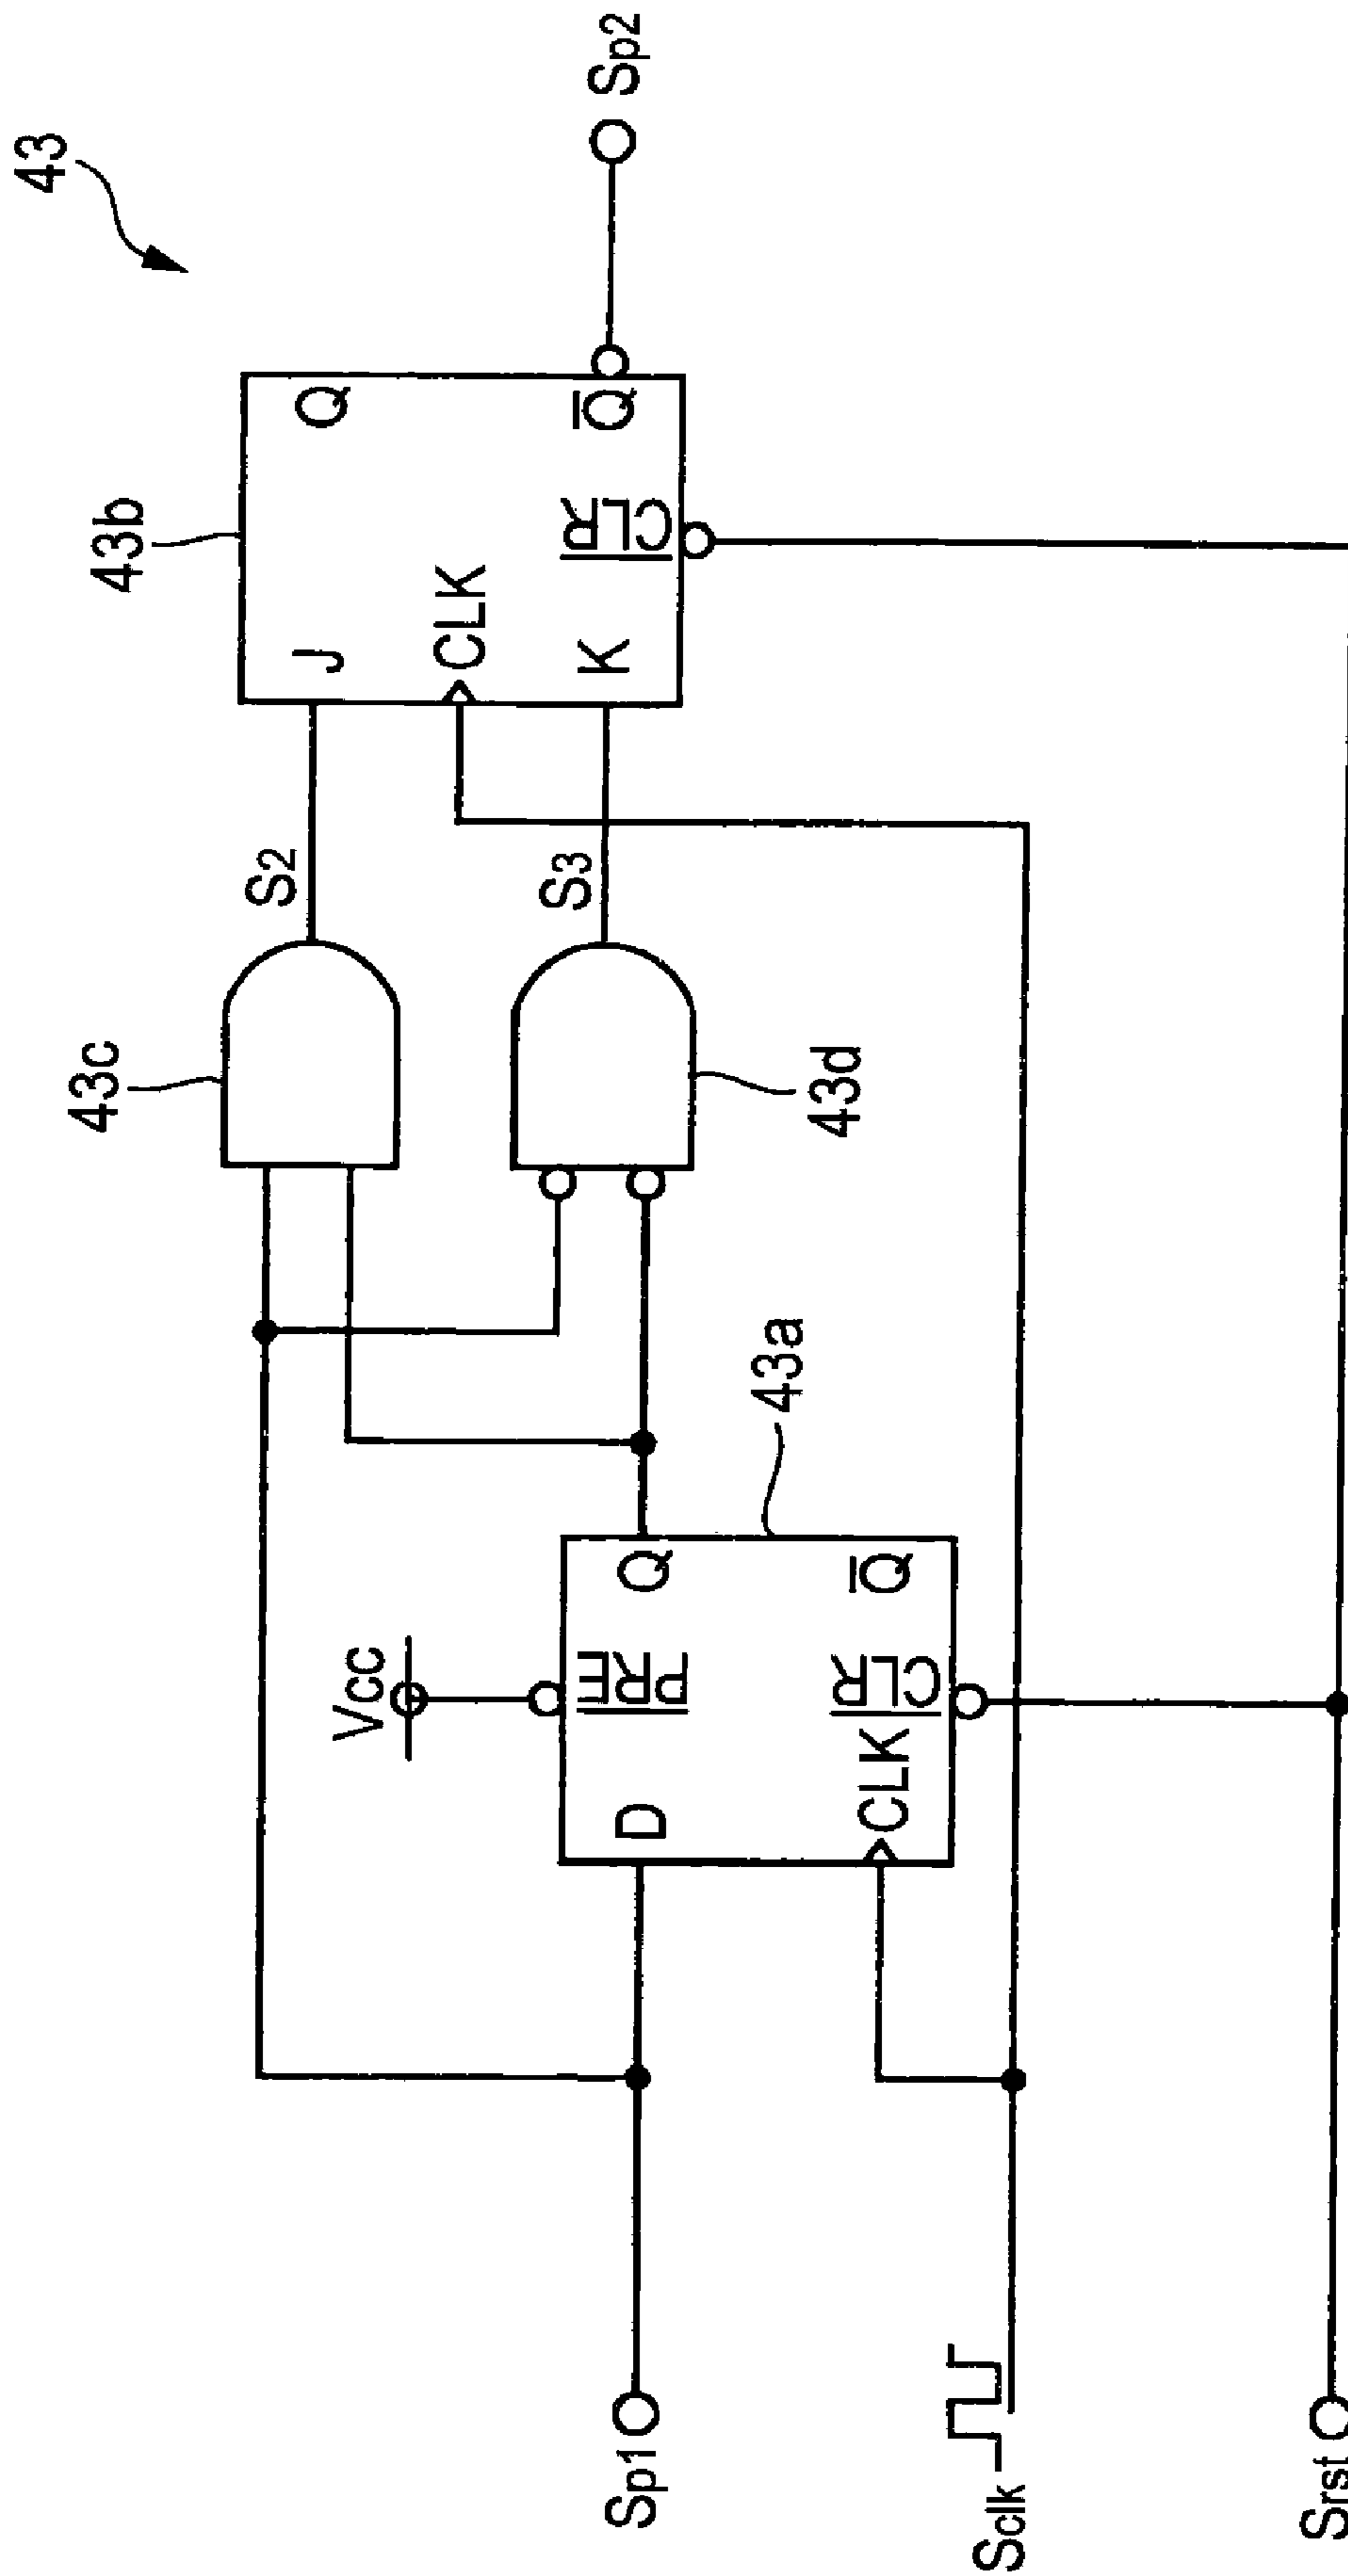 43
43b
J
Q
CLK
K
CLR
Q
Sp2
S2
S3
43c
43d
43a
Vcc
PRE
D
Q
CLK
CLR
Q
Sp1
Sclk
Srst